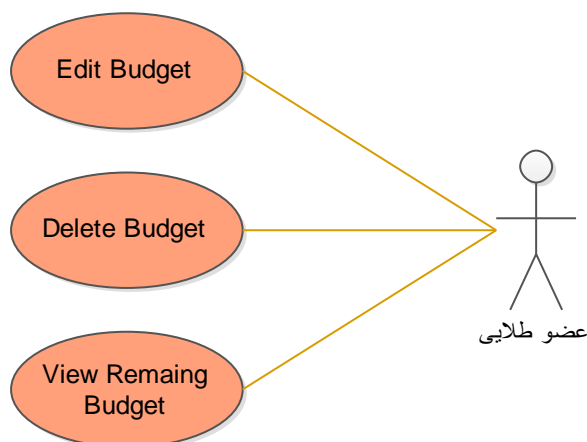 Edit Budget
Delete Budget
View Remaing
Budget
عضو طلایی